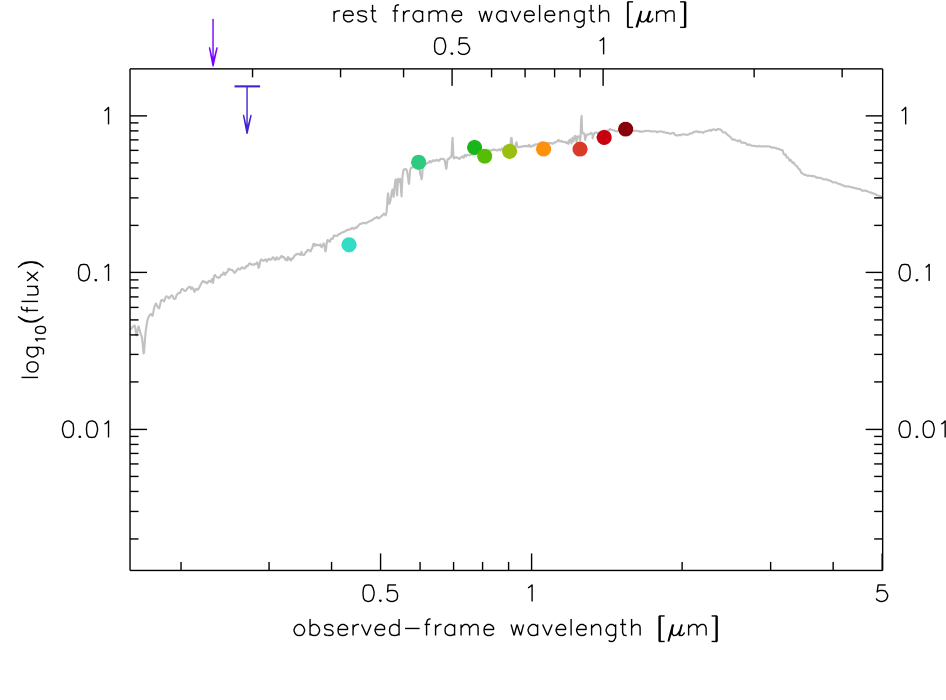 rest frame wavelength [μm]
0.5 1
1 1
0.1 0.1
log10(flux)
0.01 0.01
0.5 1 5
observed-frame wavelength [μm]